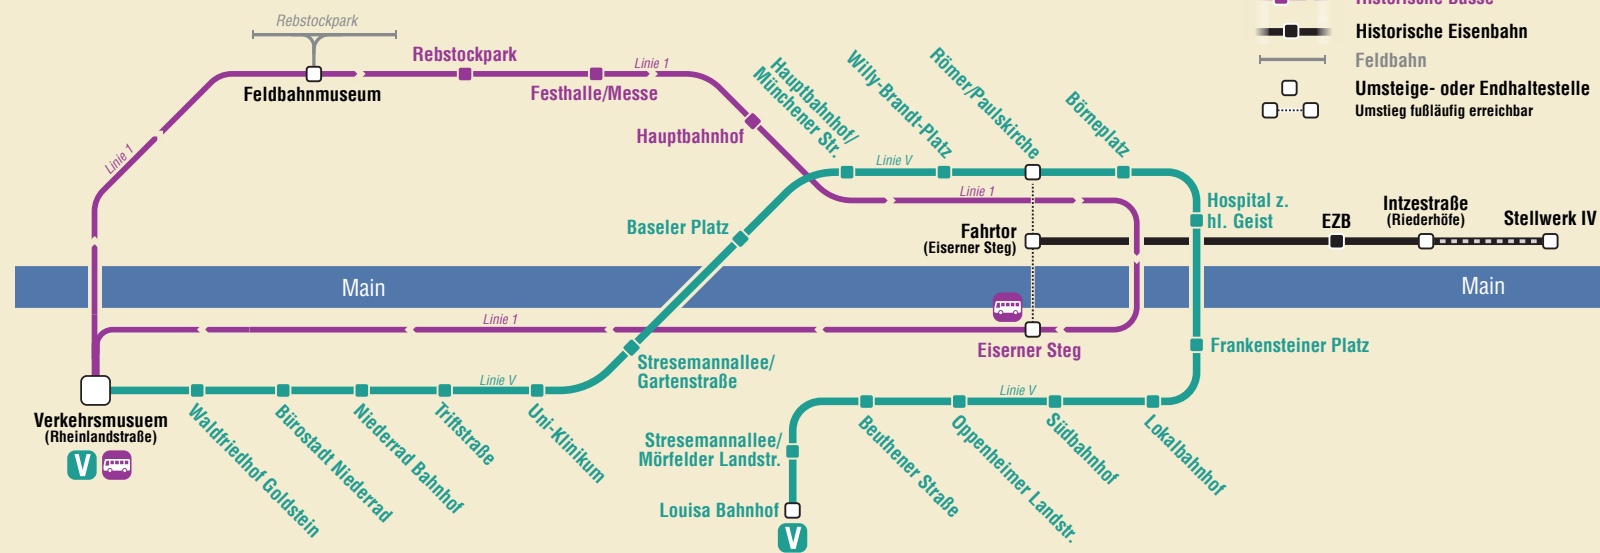 Rebstockpark
Historische Busse
Historische Eisenbahn
Feldbahn
Umsteige- oder Endhaltestelle
Umstieg fußläufig erreichbar
Rebstockpark
Linie 1
Feldbahnmuseum
Festhalle/Messe
Hauptbahnhof
Hauptbahnhof/
Münchener Str.
Willy-Brandt-Platz
Römer/Paulskirche
Börneplatz
Linie 1
Linie V
Linie 1
Hospital z.
hl. Geist
Intzestraße
(Riederhöfe)
Stellwerk IV
EZB
Baseler Platz
Fahrtor
(Eiserner Steg)
Main
Main
Linie 1
Eiserner Steg
Frankensteiner Platz
Stresemannallee/
Gartenstraße
Linie V
Linie V
Verkehrsmusuem
(Rheinlandstraße)
V
Waldfriedhof Goldstein
Bürostadt Niederrad
Niederrad Bahnhof
Triftstraße
Uni-Klinikum
Stresemannallee/
Mörfelder Landstr.
Beuthener Straße
Oppenheimer Landstr.
Südbahnhof
Lokalbahnhof
Louisa Bahnhof
V